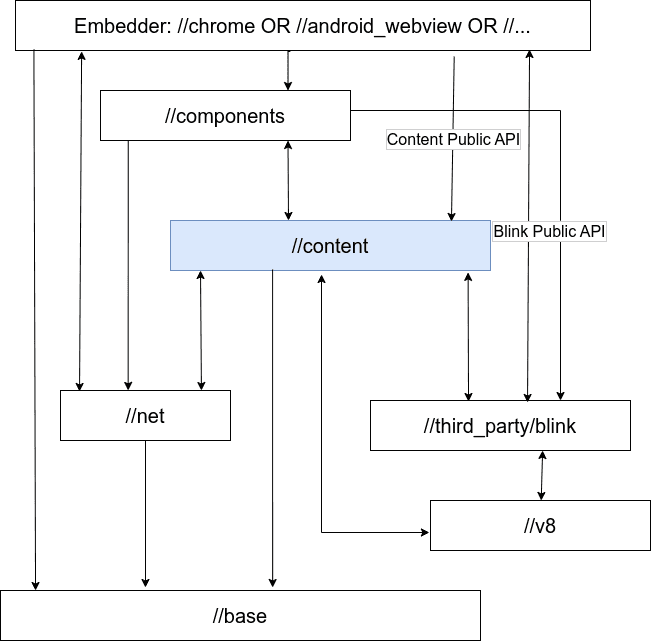 Embedder: //chrome OR //android_webview OR //...
//components
Content Public API
Blink Public API
//content
//net
//third_party/blink
//v8
//base